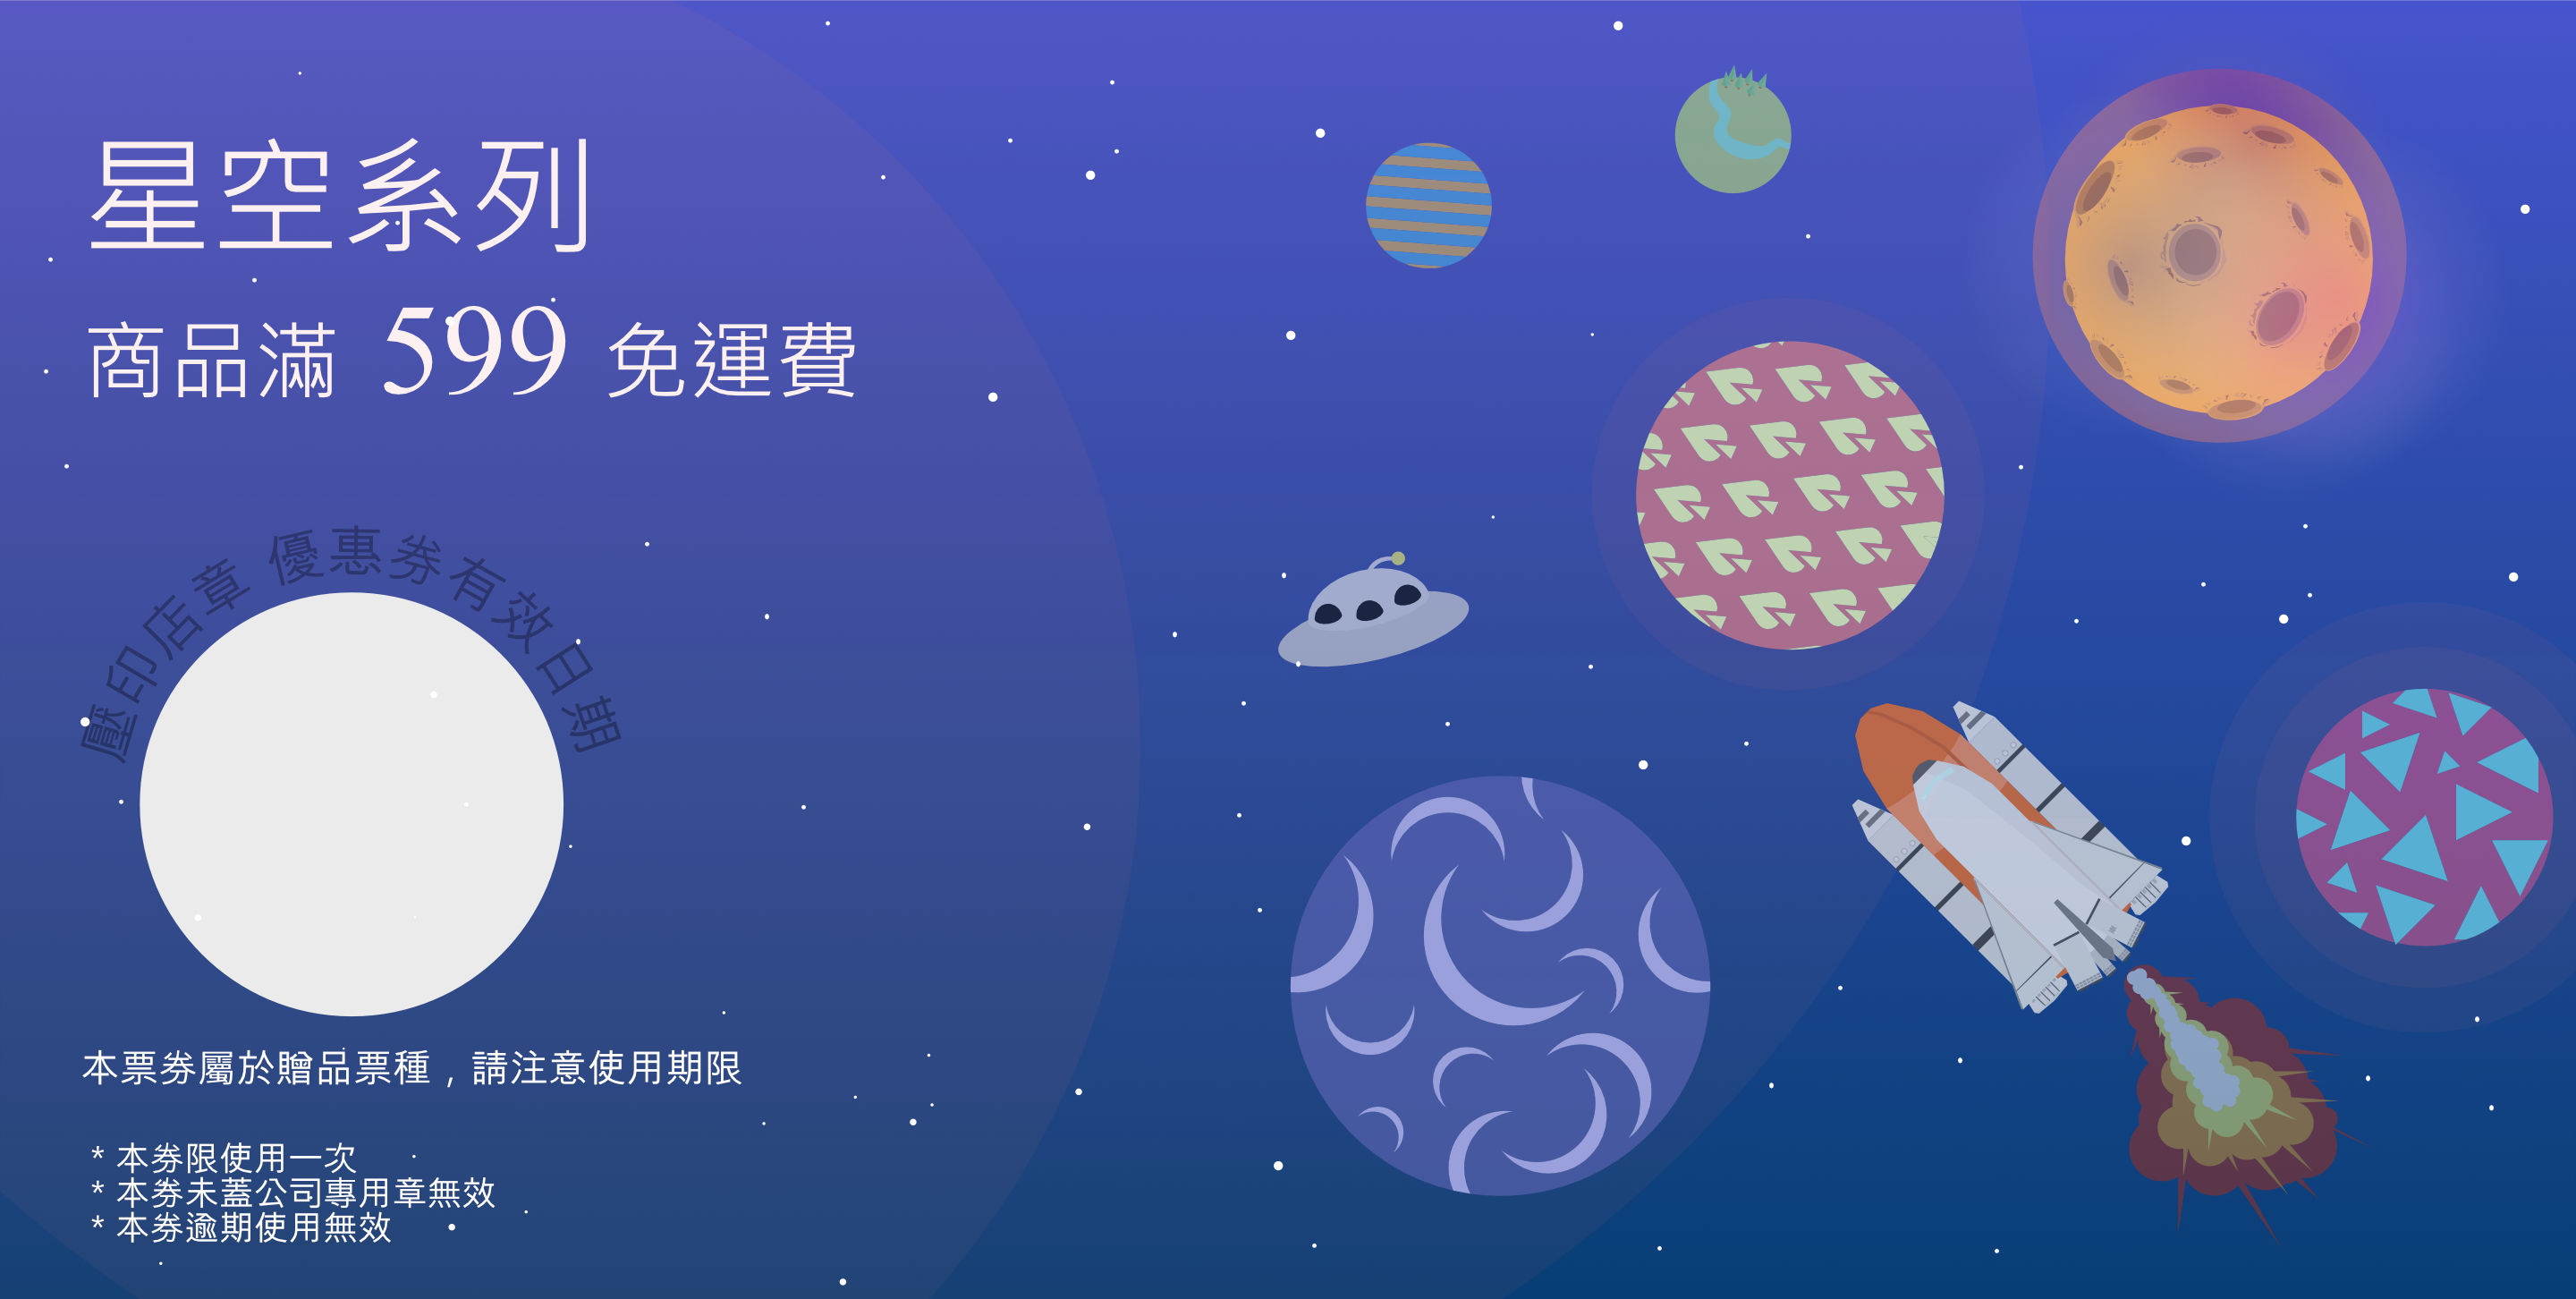 星空系列
商品滿 599 免運費
壓印店章 優惠券有效日期
本票券屬於贈品票種，請注意使用期限
* 本券限使用一次
* 本券未蓋公司專用章無效
* 本券逾期使用無效